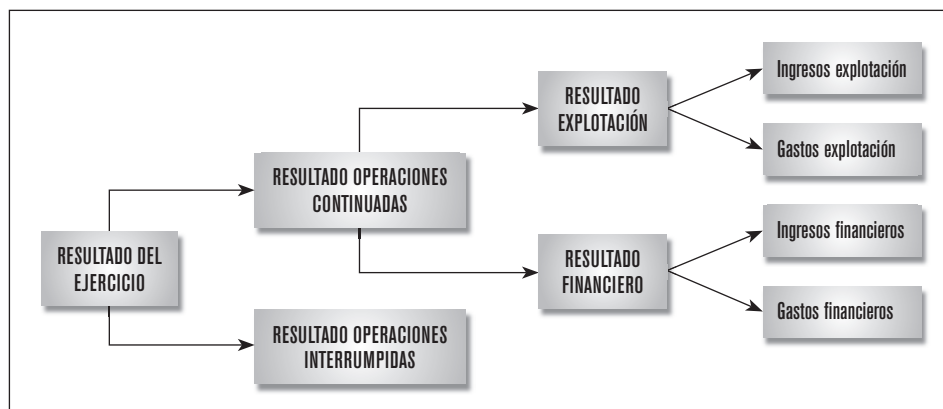 RESULTADO DEL
EJERCICIO
RESULTADO OPERACIONES
CONTINUADAS
RESULTADO OPERACIONES
INTERRUMPIDAS
RESULTADO
EXPLOTACIÓN
RESULTADO
FINANCIERO
Ingresos explotación
Gastos explotación
Ingresos financieros
Gastos financieros